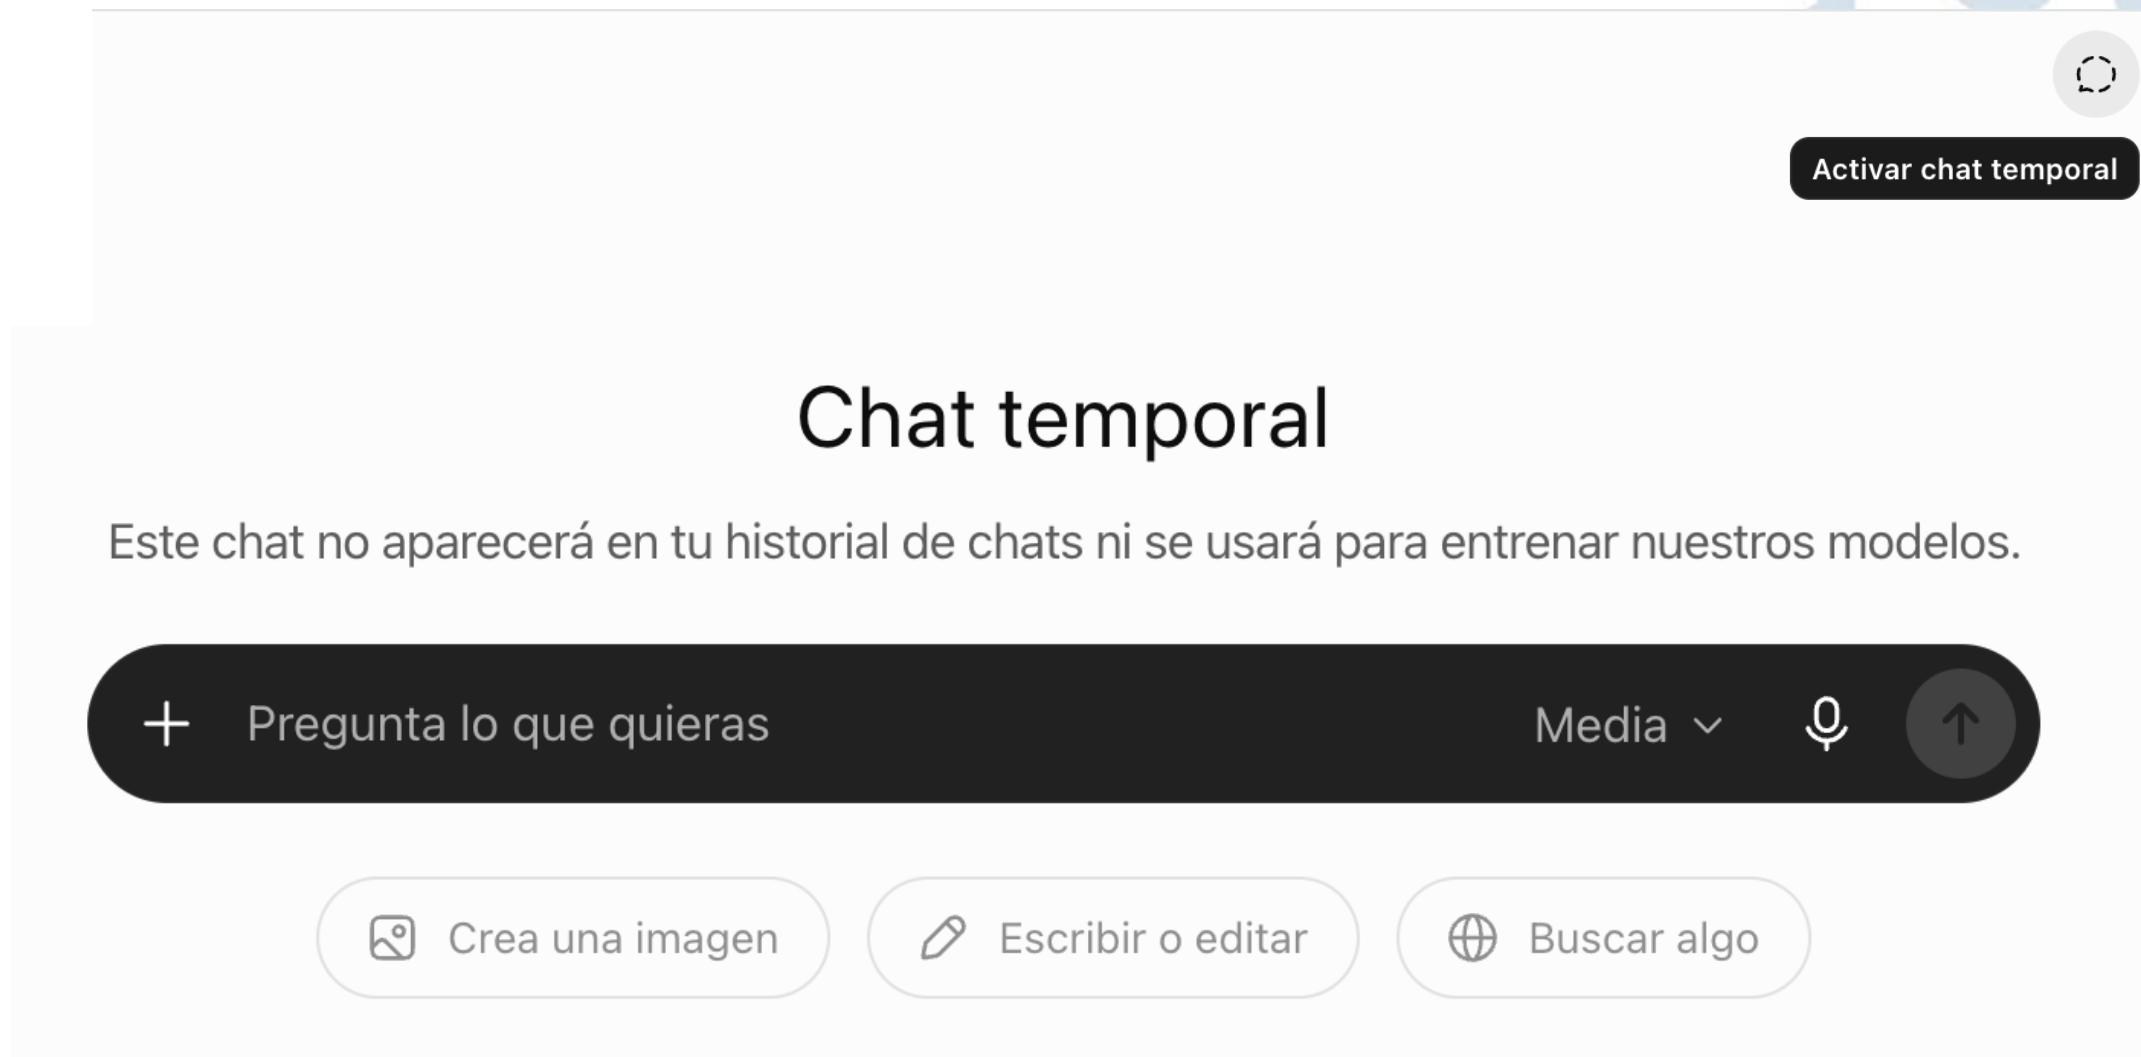 Activar chat temporal
Chat temporal
Este chat no aparecerá en tu historial de chats ni se usará para entrenar nuestros modelos.
Pregunta lo que quieras Media
Crea una imagen Escribir o editar Buscar algo